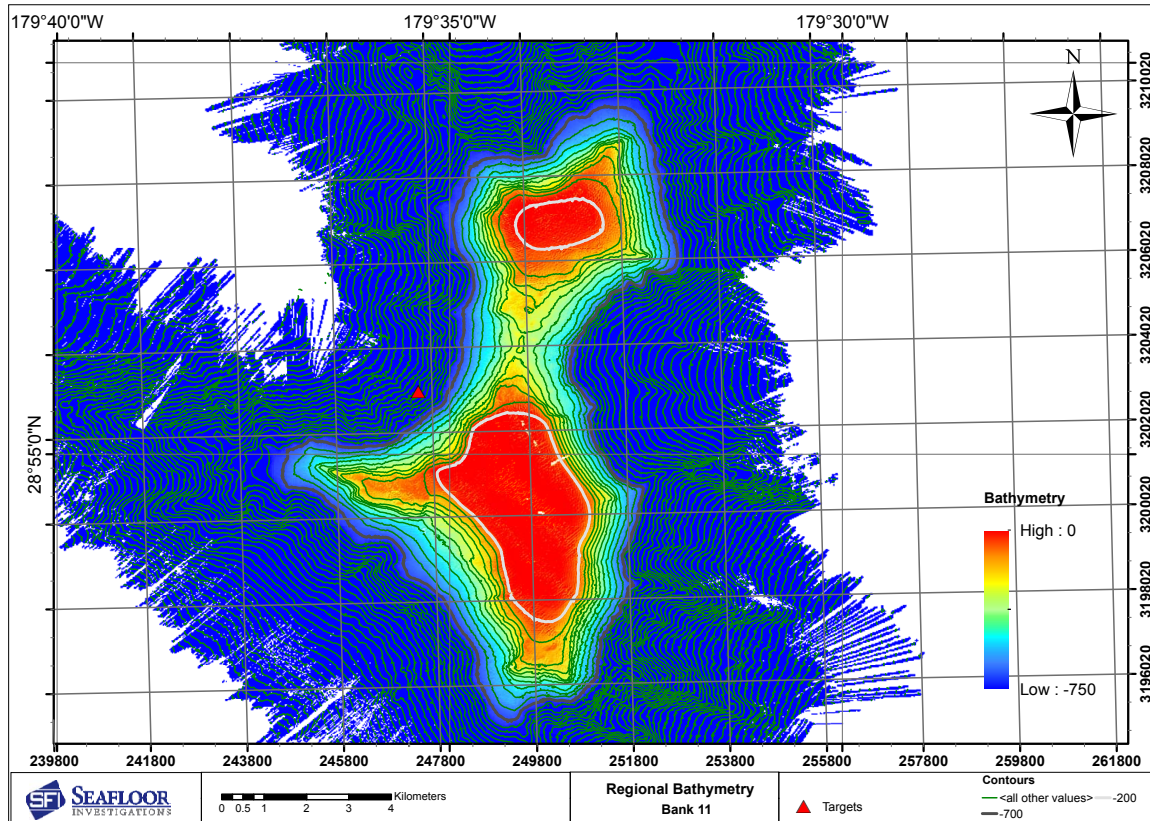 179°40'0"W 179°35'0"W 179°30'0"W
N
3210020
3208020
3206020
3204020
3202020
28°55'0"N
3200020
3198020
3196020
Bathymetry
High : 0
Low : -750
239800 241800 243800 245800 247800 249800 251800 253800 255800 257800 259800 261800
SFI SEAFLOOR
INVESTIGATIONS
Kilometers
0 0.5 1 2 3 4
Regional Bathymetry
Bank 11
Targets
Contours
<all other values> -200
-700